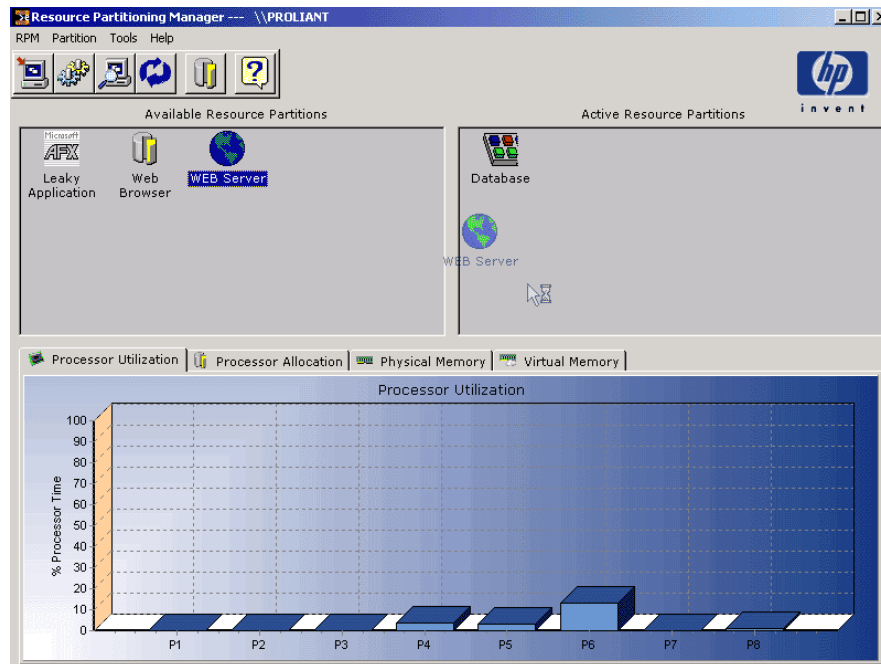 Resource Partitioning Manager --- \\PROLIANT
RPM Partition Tools Help
hp
invent
Available Resource Partitions
Active Resource Partitions
Microsoft
AFX
Leaky Application
Web Browser
WEB Server
Database
WEB Server
Processor Utilization
Processor Allocation
Physical Memory
Virtual Memory
Processor Utilization
% Processor Time
100
90
80
70
60
50
40
30
20
10
0
P1 P2 P3 P4 P5 P6 P7 P8